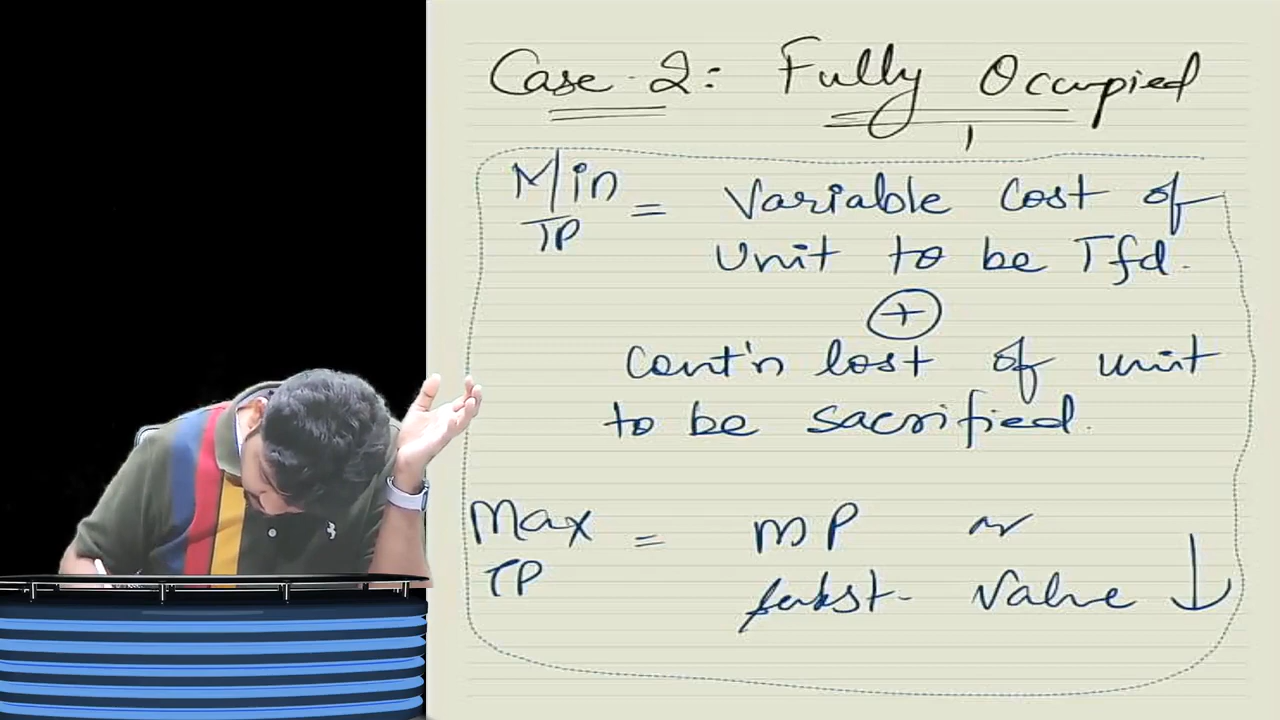 Case-2: Fully Occupied
Min TP = Variable Cost of
Unit to be Tfd.
+
Cont'n lost of unit
to be sacrified.
Max TP = MP or
subst. Value ↓